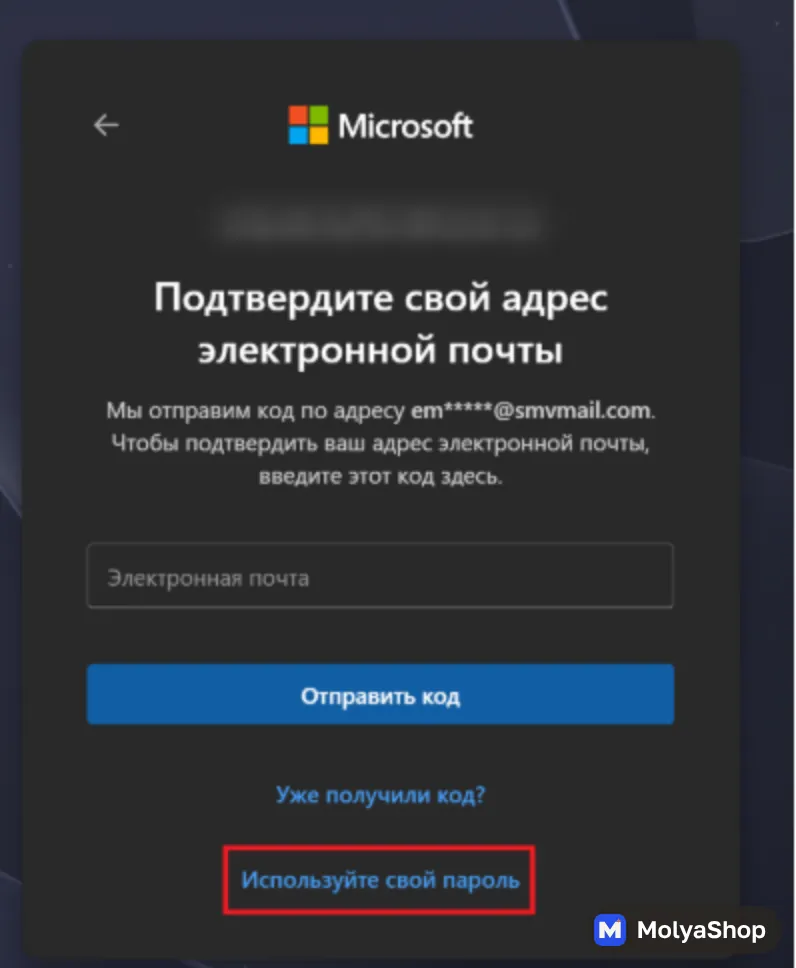 Microsoft
Подтвердите свой адрес
электронной почты
Мы отправим код по адресу em*****@smvmail.com.
Чтобы подтвердить ваш адрес электронной почты,
введите этот код здесь.
Электронная почта
Отправить код
Уже получили код?
Используйте свой пароль
M MolyaShop